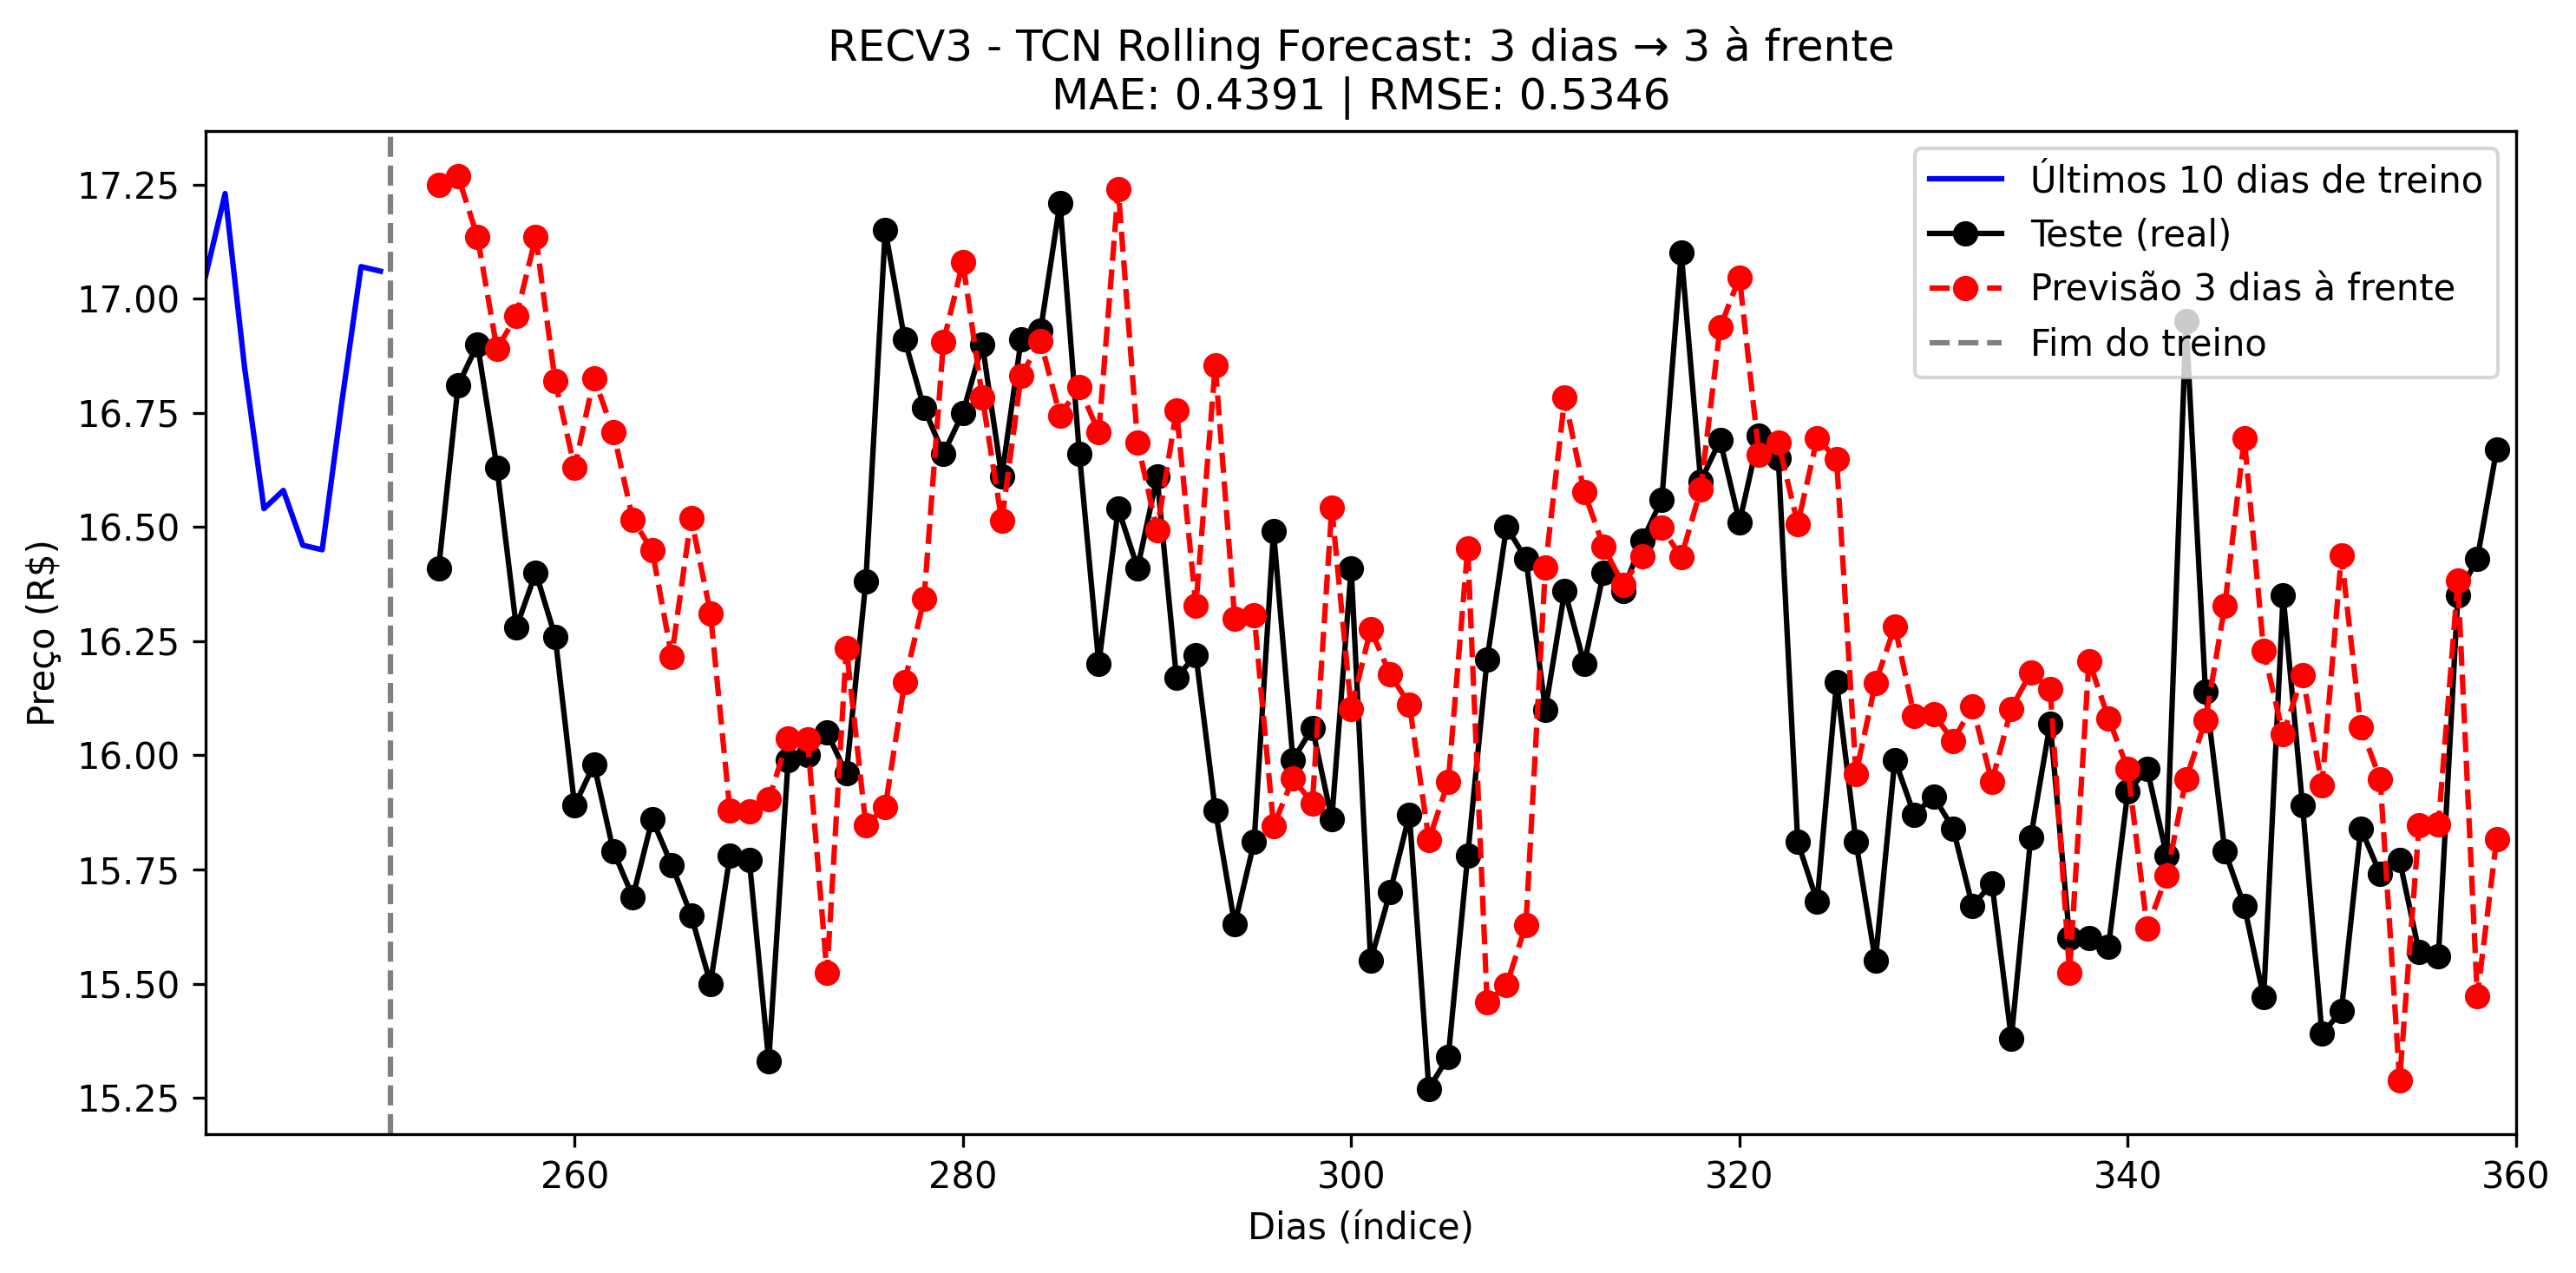 RECV3 - TCN Rolling Forecast: 3 dias → 3 à frente
MAE: 0.4391 | RMSE: 0.5346
Últimos 10 dias de treino
Teste (real)
Previsão 3 dias à frente
Fim do treino
Preço (R$)
17.25
17.00
16.75
16.50
16.25
16.00
15.75
15.50
15.25
260
280
300
320
340
360
Dias (índice)